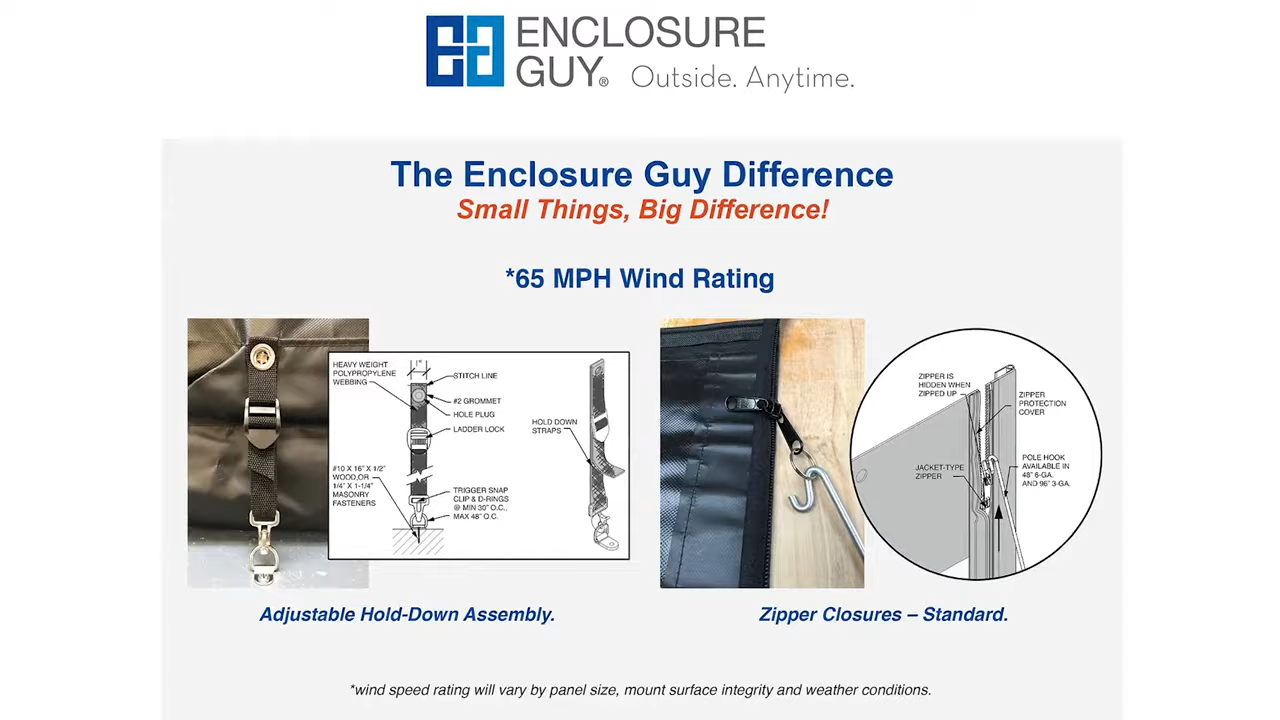 ENCLOSURE
GUY® Outside. Anytime.
The Enclosure Guy Difference
Small Things, Big Difference!
*65 MPH Wind Rating
HEAVY WEIGHT
POLYPROPYLENE
WEBBING
1"
STITCH LINE
#2 GROMMET
HOLE PLUG
LADDER LOCK
HOLD DOWN
STRAPS
#10 X 16" X 1/2"
WOOD,OR
1/4" X 1-1/4"
MASONRY
FASTENERS
TRIGGER SNAP
CLIP & D-RINGS
@ MIN 30" O.C.,
MAX 48" O.C.
ZIPPER IS
HIDDEN WHEN
ZIPPED UP
ZIPPER
PROTECTION
COVER
JACKET-TYPE
ZIPPER
POLE HOOK
AVAILABLE IN
48" 6-GA.
AND 96" 3-GA.
Adjustable Hold-Down Assembly.
Zipper Closures – Standard.
*wind speed rating will vary by panel size, mount surface integrity and weather conditions.